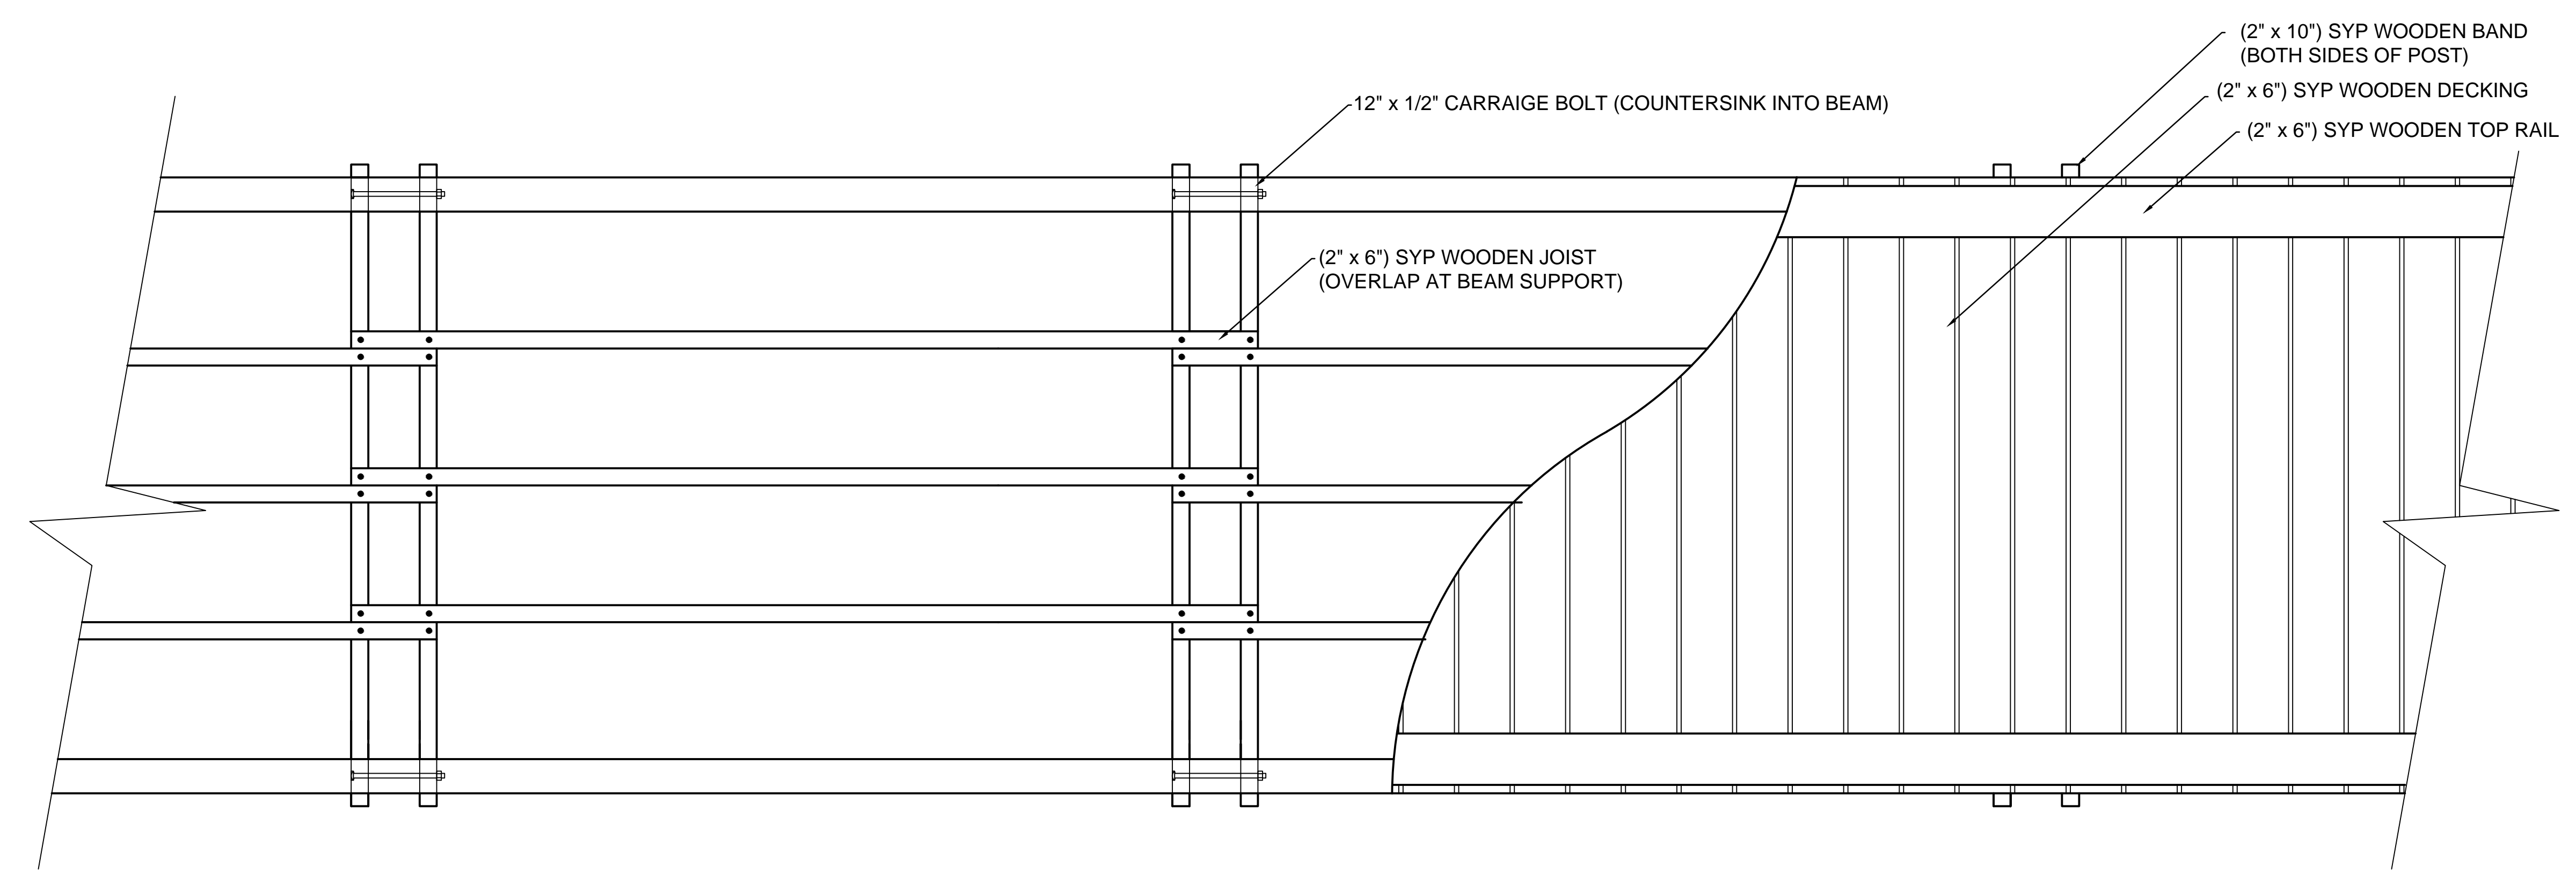 (2" x 10") SYP WOODEN BAND
(BOTH SIDES OF POST)
(2" x 6") SYP WOODEN DECKING
12" x 1/2" CARRAIGE BOLT (COUNTERSINK INTO BEAM)
(2" x 6") SYP WOODEN TOP RAIL
(2" x 6") SYP WOODEN JOIST
(OVERLAP AT BEAM SUPPORT)